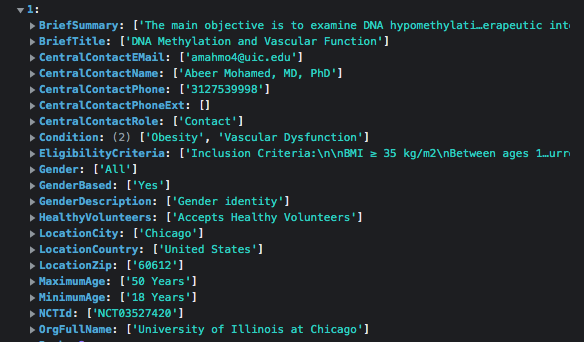 1:
BriefSummary: ['The main objective is to examine DNA hypomethylati…erapeutic inte
BriefTitle: ['DNA Methylation and Vascular Function']
CentralContactEMail: ['amahmo4@uic.edu']
CentralContactName: ['Abeer Mohamed, MD, PhD']
CentralContactPhone: ['3127539998']
CentralContactPhoneExt: []
CentralContactRole: ['Contact']
Condition: (2) ['Obesity', 'Vascular Dysfunction']
EligibilityCriteria: ['Inclusion Criteria:\n\nBMI ≥ 35 kg/m2\nBetween ages 1…urre
Gender: ['All']
GenderBased: ['Yes']
GenderDescription: ['Gender identity']
HealthyVolunteers: ['Accepts Healthy Volunteers']
LocationCity: ['Chicago']
LocationCountry: ['United States']
LocationZip: ['60612']
MaximumAge: ['50 Years']
MinimumAge: ['18 Years']
NCTId: ['NCT03527420']
OrgFullName: ['University of Illinois at Chicago']